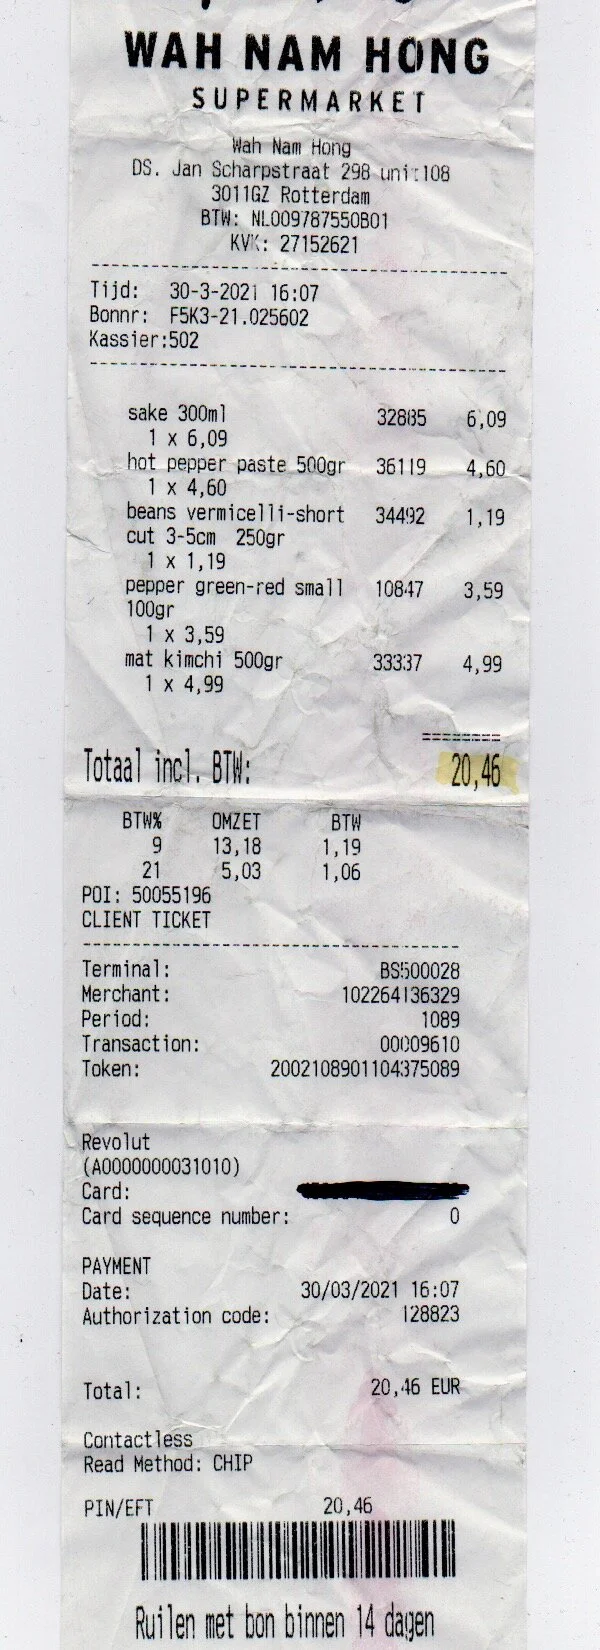 WAH NAM HONG
SUPERMARKET
Wah Nam Hong
DS. Jan Scharpstraat 298 unit108
3011GZ Rotterdam
BTW: NL009787550B01
KVK: 27152621
Tijd: 30-3-2021 16:07
Bonnr: F5K3-21.025602
Kassier:502
sake 300ml 32885 6,09
1 x 6,09
hot pepper paste 500gr 36119 4,60
1 x 4,60
beans vermicelli-short 34492 1,19
cut 3-5cm 250gr
1 x 1,19
pepper green-red small 10847 3,59
100gr
1 x 3,59
mat kimchi 500gr 33337 4,99
1 x 4,99
========
Totaal incl. BTW: 20,46
BTW% OMZET BTW
9 13,18 1,19
21 5,03 1,06
POI: 50055196
CLIENT TICKET
Terminal: BS500028
Merchant: 102264136329
Period: 1089
Transaction: 00009610
Token: 2002108901104375089
Revolut
(A0000000031010)
Card:
Card sequence number: 0
PAYMENT
Date: 30/03/2021 16:07
Authorization code: 128823
Total: 20,46 EUR
Contactless
Read Method: CHIP
PIN/EFT 20,46
Ruilen met bon binnen 14 dagen